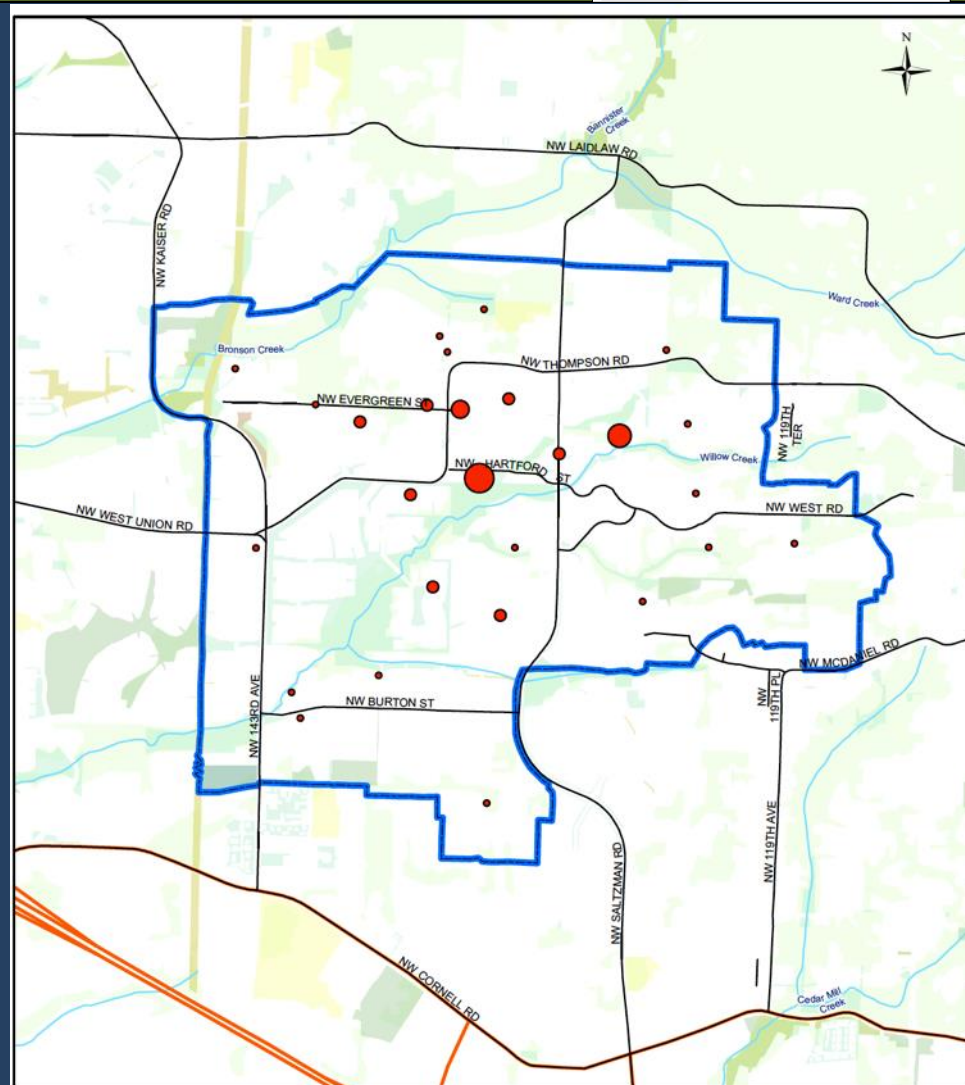 N
Bannister
Creek
NW LAIDLAW RD
NW KAISER RD
Ward Creek
Bronson Creek
NW THOMPSON RD
NW EVERGREEN ST
NW 119TH
TER
Willow Creek
NW HARTFORD ST
NW WEST RD
NW WEST UNION RD
NW MCDANIEL RD
NW
119TH PL
NW 143RD AVE
NW BURTON ST
NW 119TH AVE
NW SALTZMAN RD
NW CORNELL RD
Cedar Mill
Creek